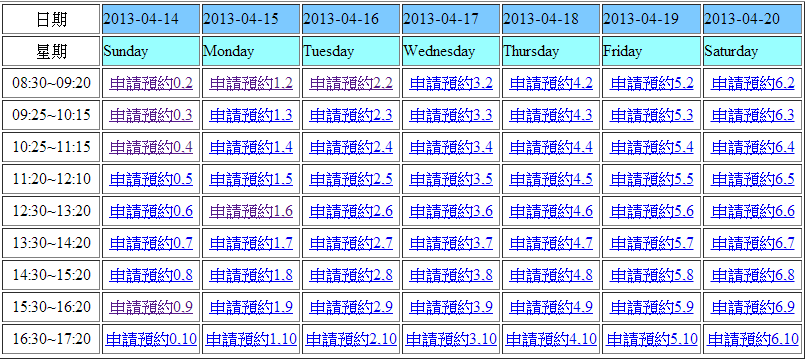 日期 2013-04-14 2013-04-15 2013-04-16 2013-04-17 2013-04-18 2013-04-19 2013-04-20
星期 Sunday Monday Tuesday Wednesday Thursday Friday Saturday
08:30~09:20 申請預約0.2 申請預約1.2 申請預約2.2 申請預約3.2 申請預約4.2 申請預約5.2 申請預約6.2
09:25~10:15 申請預約0.3 申請預約1.3 申請預約2.3 申請預約3.3 申請預約4.3 申請預約5.3 申請預約6.3
10:25~11:15 申請預約0.4 申請預約1.4 申請預約2.4 申請預約3.4 申請預約4.4 申請預約5.4 申請預約6.4
11:20~12:10 申請預約0.5 申請預約1.5 申請預約2.5 申請預約3.5 申請預約4.5 申請預約5.5 申請預約6.5
12:30~13:20 申請預約0.6 申請預約1.6 申請預約2.6 申請預約3.6 申請預約4.6 申請預約5.6 申請預約6.6
13:30~14:20 申請預約0.7 申請預約1.7 申請預約2.7 申請預約3.7 申請預約4.7 申請預約5.7 申請預約6.7
14:30~15:20 申請預約0.8 申請預約1.8 申請預約2.8 申請預約3.8 申請預約4.8 申請預約5.8 申請預約6.8
15:30~16:20 申請預約0.9 申請預約1.9 申請預約2.9 申請預約3.9 申請預約4.9 申請預約5.9 申請預約6.9
16:30~17:20 申請預約0.10 申請預約1.10 申請預約2.10 申請預約3.10 申請預約4.10 申請預約5.10 申請預約6.10